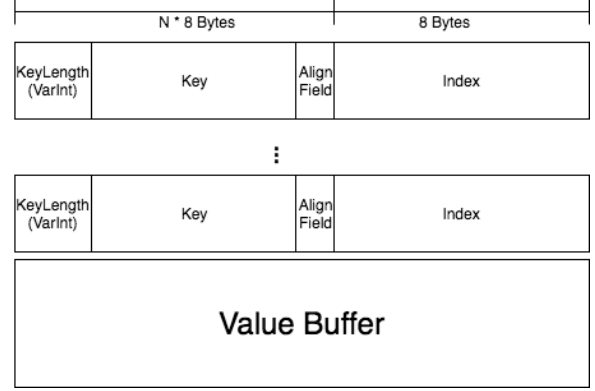 N * 8 Bytes 8 Bytes
KeyLength
(VarInt)
Key
Align
Field
Index
⋮
KeyLength
(VarInt)
Key
Align
Field
Index
Value Buffer